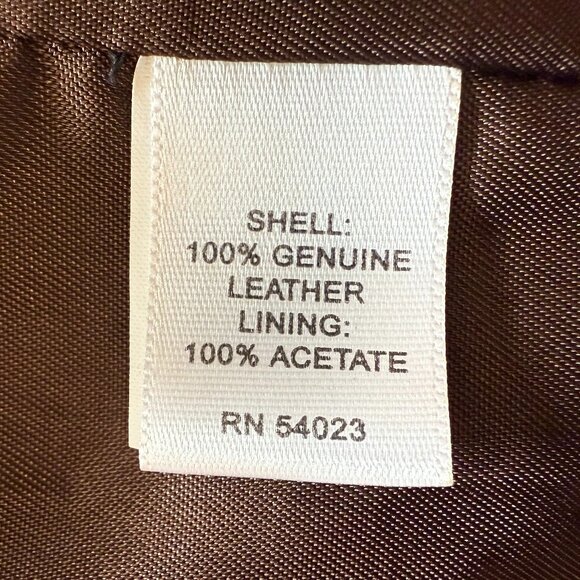 SHELL:
100% GENUINE
LEATHER
LINING:
100% ACETATE
RN 54023